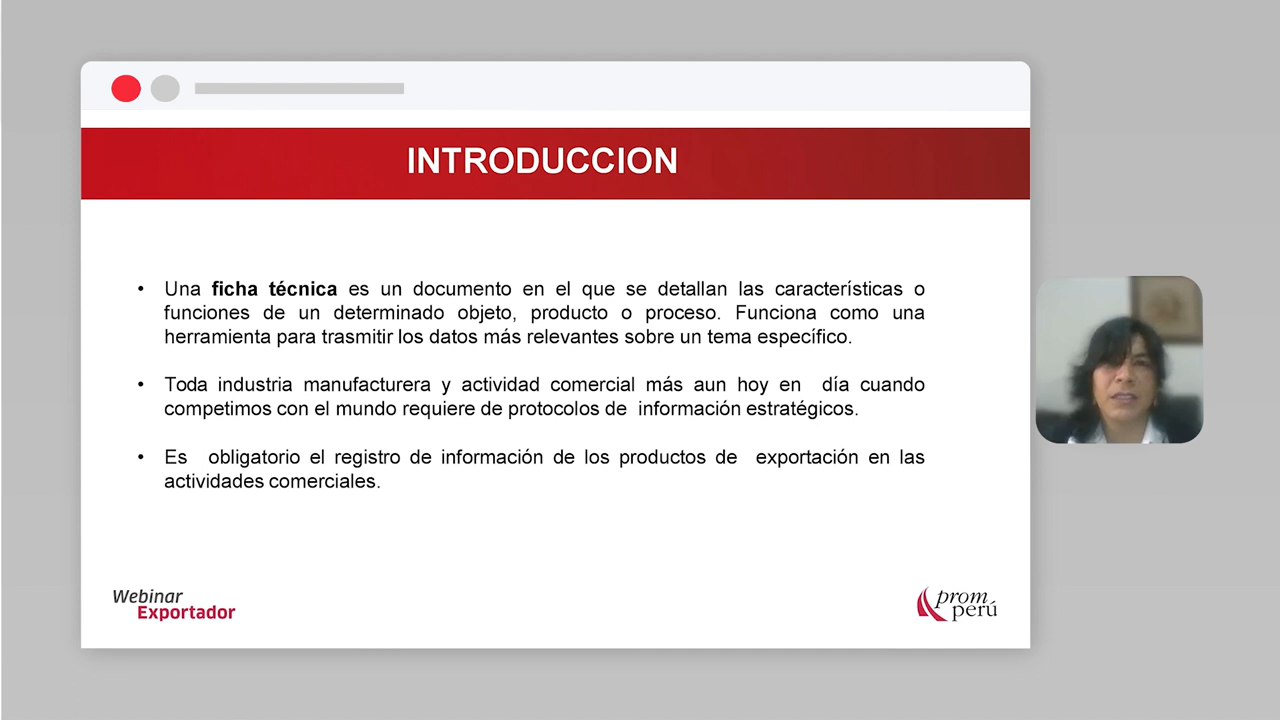 INTRODUCCION
• Una ficha técnica es un documento en el que se detallan las características o
funciones de un determinado objeto, producto o proceso. Funciona como una
herramienta para trasmitir los datos más relevantes sobre un tema específico.
• Toda industria manufacturera y actividad comercial más aun hoy en día cuando
competimos con el mundo requiere de protocolos de información estratégicos.
• Es obligatorio el registro de información de los productos de exportación en las
actividades comerciales.
Webinar
Exportador
prom
perú